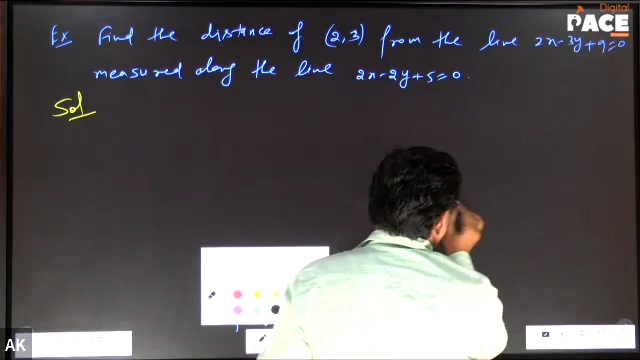 Digital
PACE
Ex Find the distance of (2,3) from the line 2x-3y+9=0
measured along the line 2x-2y+5=0.
Sol
AK